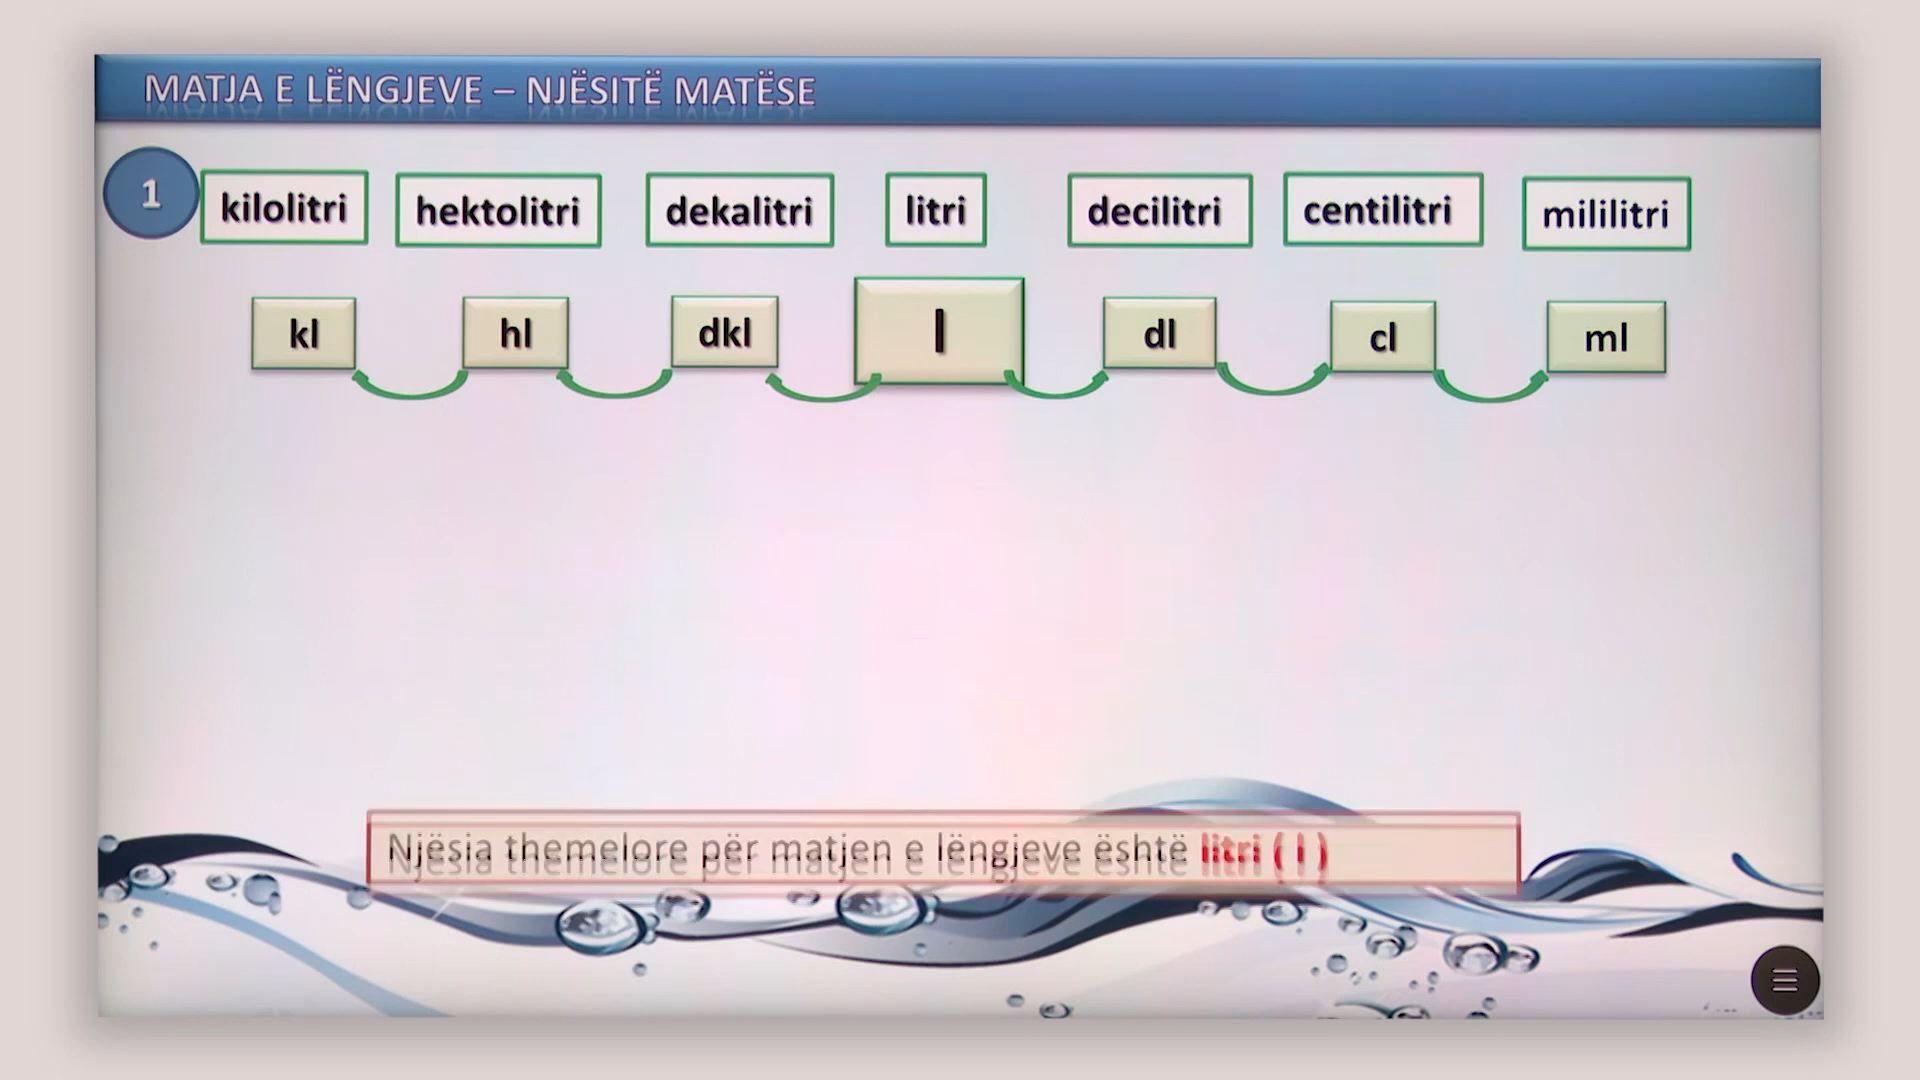 MATJA E LËNGJEVE – NJËSITË MATËSE
1
kilolitri hektolitri dekalitri litri decilitri centilitri mililitri
kl hl dkl l dl cl ml
Njësia themelore për matjen e lëngjeve është litri ( l )